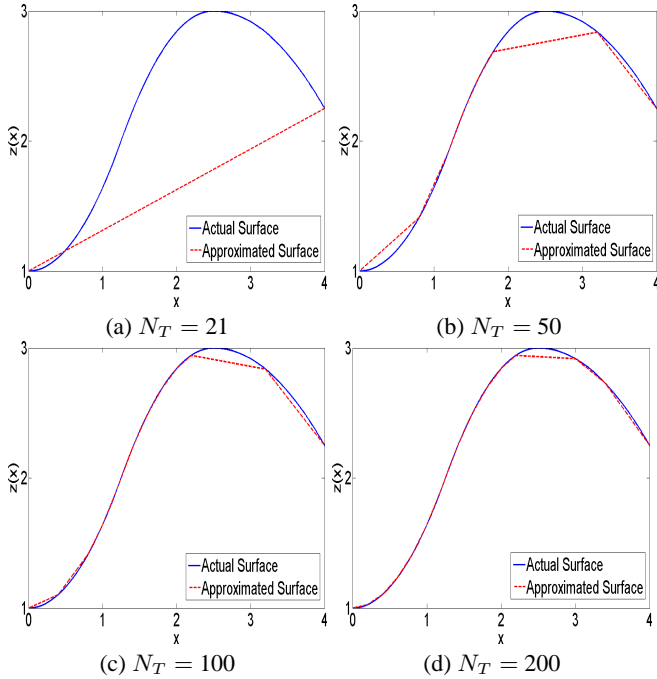 3
2
1
z(x)
0
1
2
3
4
x
Actual Surface
Approximated Surface
(a) N_T = 21
3
2
1
z(x)
0
1
2
3
4
x
Actual Surface
Approximated Surface
(b) N_T = 50
3
2
1
z(x)
0
1
2
3
4
x
Actual Surface
Approximated Surface
(c) N_T = 100
3
2
1
z(x)
0
1
2
3
4
x
Actual Surface
Approximated Surface
(d) N_T = 200